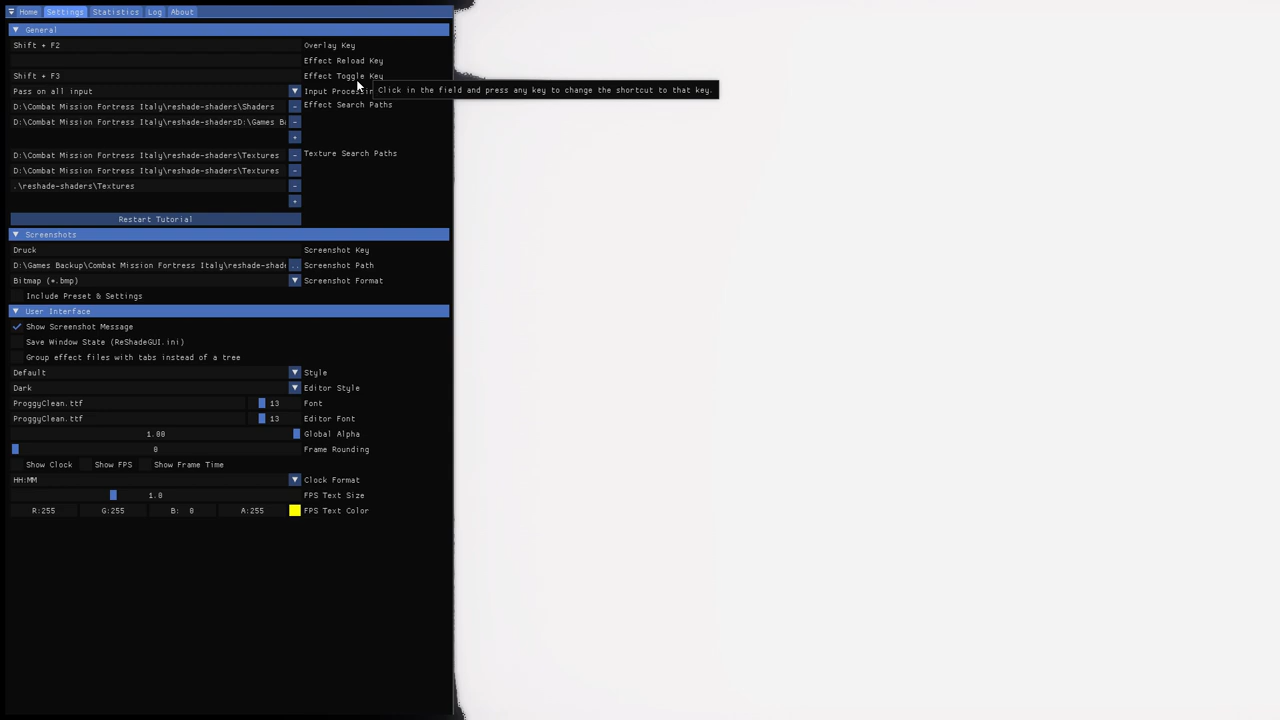 Home Settings Statistics Log About
General
Shift + F2 Overlay Key
Effect Reload Key
Shift + F3 Effect Toggle Key
Pass on all input Input Processin
Click in the field and press any key to change the shortcut to that key.
D:\Combat Mission Fortress Italy\reshade-shaders\Shaders - Effect Search Paths
D:\Combat Mission Fortress Italy\reshade-shadersD:\Games Ba -
+
D:\Combat Mission Fortress Italy\reshade-shaders\Textures - Texture Search Paths
D:\Combat Mission Fortress Italy\reshade-shaders\Textures -
.\reshade-shaders\Textures -
+
Restart Tutorial
Screenshots
Druck Screenshot Key
D:\Games Backup\Combat Mission Fortress Italy\reshade-shade .. Screenshot Path
Bitmap (*.bmp) Screenshot Format
Include Preset & Settings
User Interface
Show Screenshot Message
Save Window State (ReShadeGUI.ini)
Group effect files with tabs instead of a tree
Default Style
Dark Editor Style
ProggyClean.ttf 13 Font
ProggyClean.ttf 13 Editor Font
1.00 Global Alpha
0 Frame Rounding
Show Clock Show FPS Show Frame Time
HH:MM Clock Format
1.0 FPS Text Size
R:255 G:255 B: 0 A:255 FPS Text Color